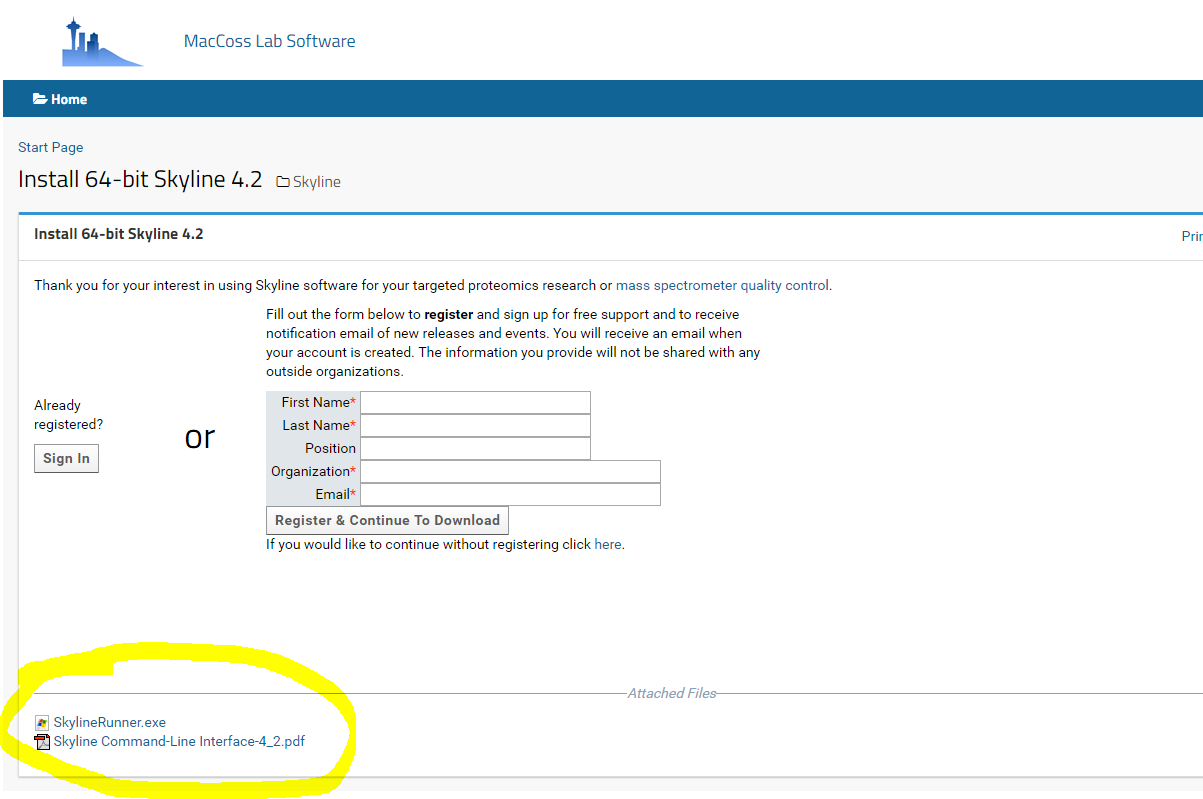 MacCoss Lab Software
Home
Start Page
Install 64-bit Skyline 4.2 Skyline
Install 64-bit Skyline 4.2
Thank you for your interest in using Skyline software for your targeted proteomics research or mass spectrometer quality control.
Fill out the form below to register and sign up for free support and to receive
notification email of new releases and events. You will receive an email when
your account is created. The information you provide will not be shared with any
outside organizations.
Already
registered?
Sign In
or
First Name*
Last Name*
Position
Organization*
Email*
Register & Continue To Download
If you would like to continue without registering click here.
Attached Files
SkylineRunner.exe
Skyline Command-Line Interface-4_2.pdf